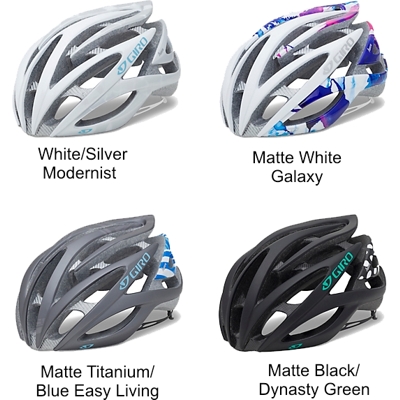 GIRO
GIRO
White/Silver
Modernist
Matte White
Galaxy
GIRO
GIRO
Matte Titanium/
Blue Easy Living
Matte Black/
Dynasty Green